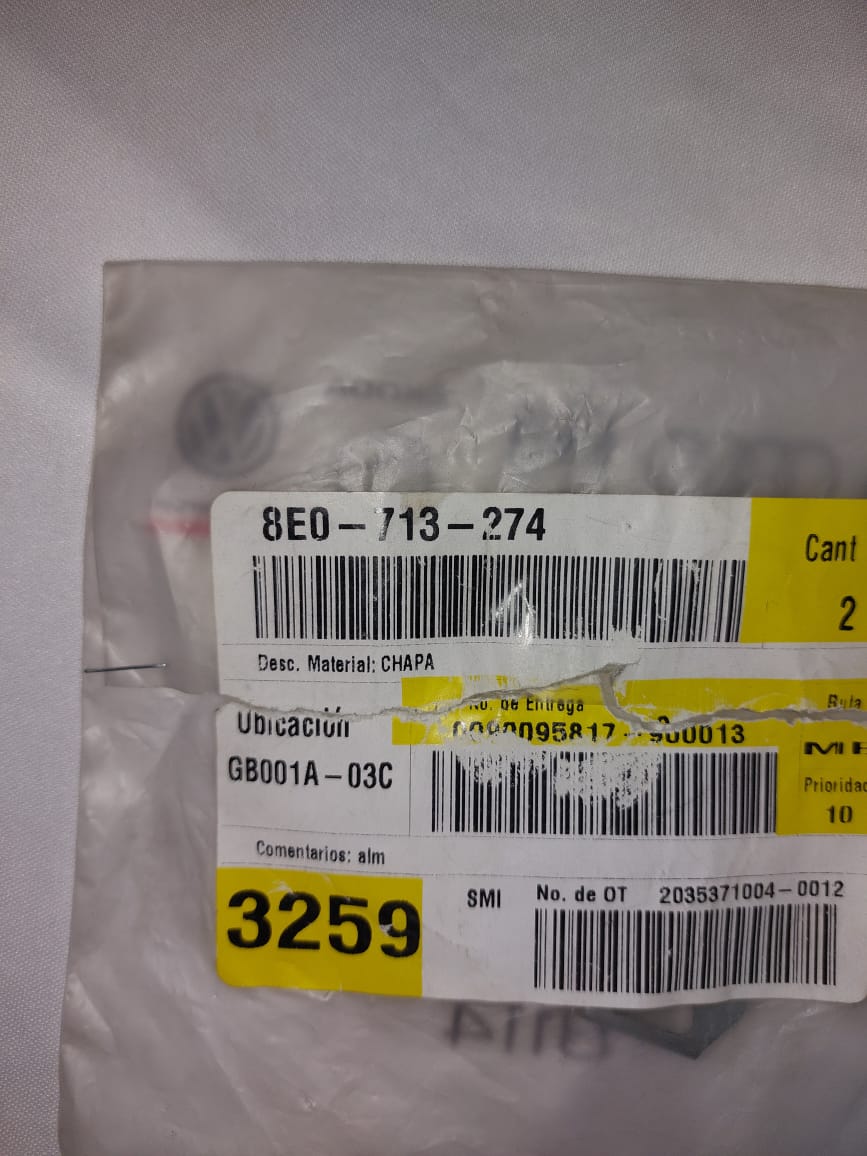 8E0-713-274
Cant
2
Desc. Material: CHAPA
Ubicación
No. de Entrega
Ruta
GB001A-03C
Prioridad
10
Comentarios: alm
3259
SMI
No. de OT 2035371004-0012